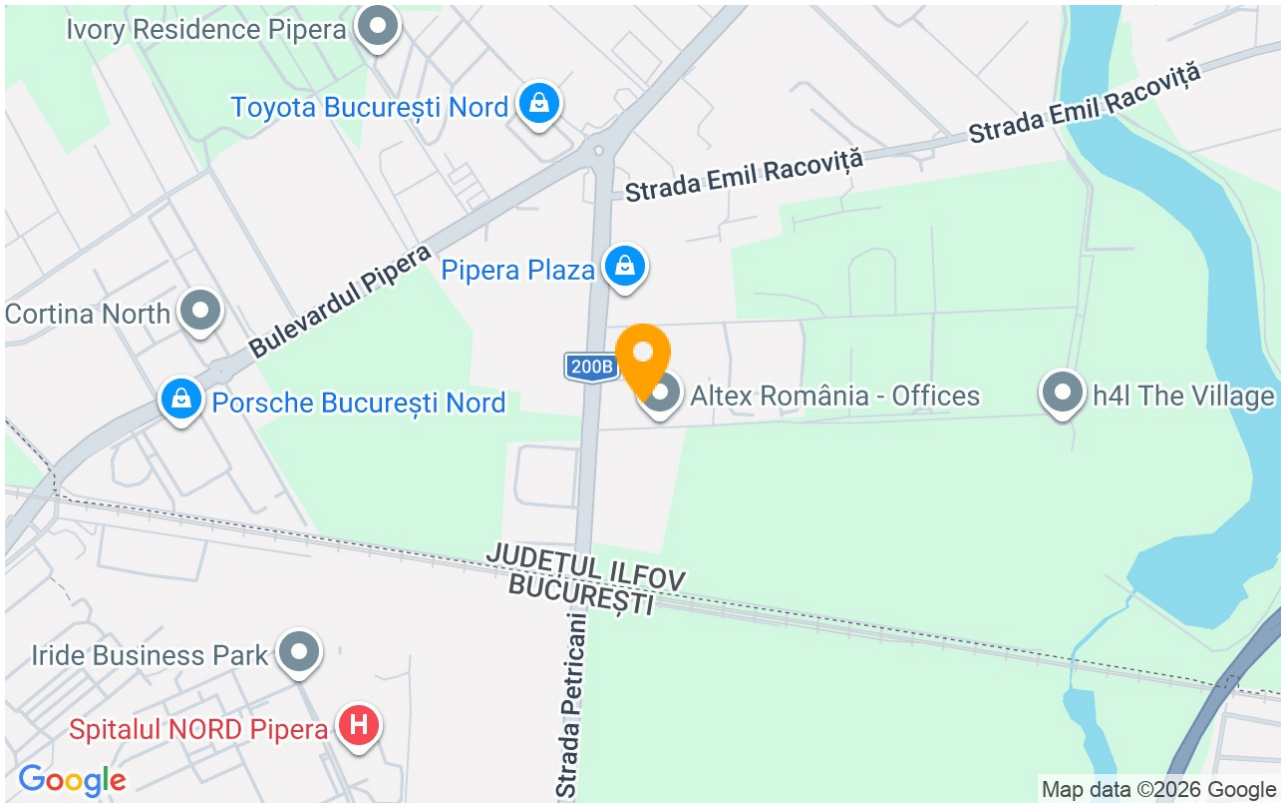 Ivory Residence Pipera
Toyota București Nord
Strada Emil Racoviță
Strada Emil Racoviță
Bulevardul Pipera
Pipera Plaza
Cortina North
200B
Porsche București Nord
Altex România - Offices
h4l The Village
JUDEȚUL ILFOV
BUCUREȘTI
Strada Petricani
Iride Business Park
Spitalul NORD Pipera
H
Google
Map data ©2026 Google